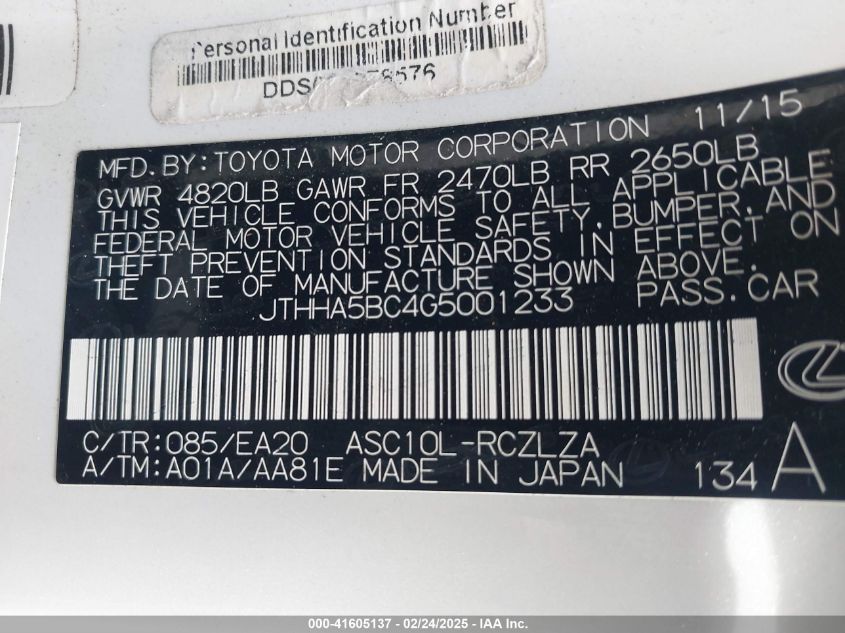 Personal Identification Number
MFD. BY: TOYOTA MOTOR CORPORATION 11/15
GVWR 4820LB GAWR FR 2470LB RR 2650LB
THIS VEHICLE CONFORMS TO ALL APPLICABLE
FEDERAL MOTOR VEHICLE SAFETY, BUMPER, AND
THEFT PREVENTION STANDARDS IN EFFECT ON
THE DATE OF MANUFACTURE SHOWN ABOVE.
JTHHA5BC4G5001233 PASS. CAR
C/TR: 085/EA20 ASC10L-RCZLZA
A/TM: A01A/AA81E MADE IN JAPAN 134 A
000-41605137 - 02/24/2025 - IAA Inc.